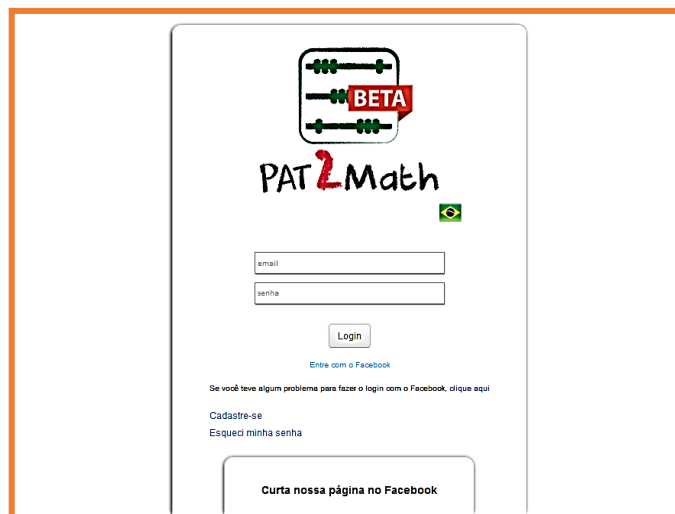 BETA
PAT2Math
email
senha
Login
Entre com o Facebook
Se você teve algum problema para fazer o login com o Facebook, clique aqui
Cadastre-se
Esqueci minha senha
Curta nossa página no Facebook